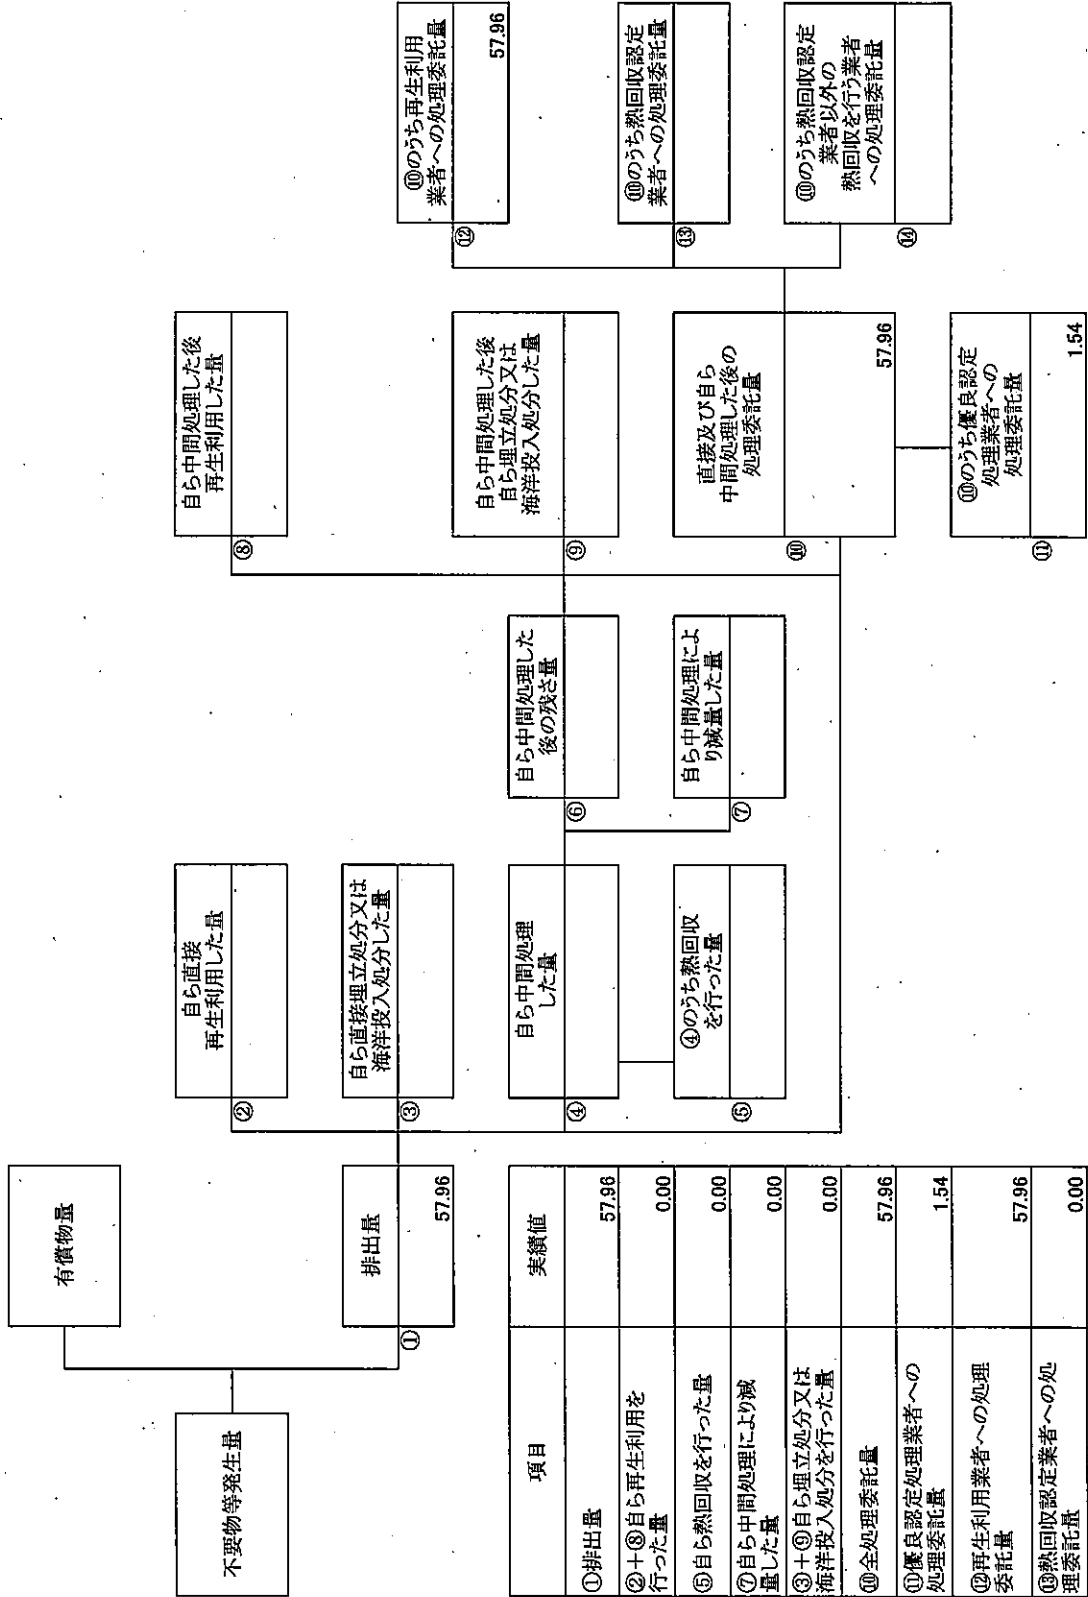 不要物等発生量
有償物量
排出量
①
57.96
自ら直接
再生利用した量
②
自ら直接埋立処分又は
海洋投入処分した量
③
自ら中間処理
した量
④
④のうち熱回収
を行った量
⑤
自ら中間処理した
後の残さ量
⑥
自ら中間処理によ
り減量した量
⑦
自ら中間処理した後
再生利用した量
⑧
自ら中間処理した後
自ら埋立処分又は
海洋投入処分した量
⑨
直接及び自ら
中間処理した後の
処理委託量
⑩
57.96
⑩のうち優良認定
処理業者への
処理委託量
⑪
1.54
⑩のうち再生利用
業者への処理委託量
⑫
57.96
⑩のうち熱回収認定
業者への処理委託量
⑬
⑩のうち熱回収認定
業者以外の
熱回収を行う業者
への処理委託量
⑭
項目 実績値
①排出量 57.96
②+⑧自ら再生利用を
行った量 0.00
⑤自ら熱回収を行った量 0.00
⑦自ら中間処理により減
量した量 0.00
③+⑨自ら埋立処分又は
海洋投入処分を行った量 0.00
⑩全処理委託量 57.96
⑪優良認定処理業者への
処理委託量 1.54
⑫再生利用業者への処理
委託量 57.96
⑬熱回収認定業者への処
理委託量 0.00